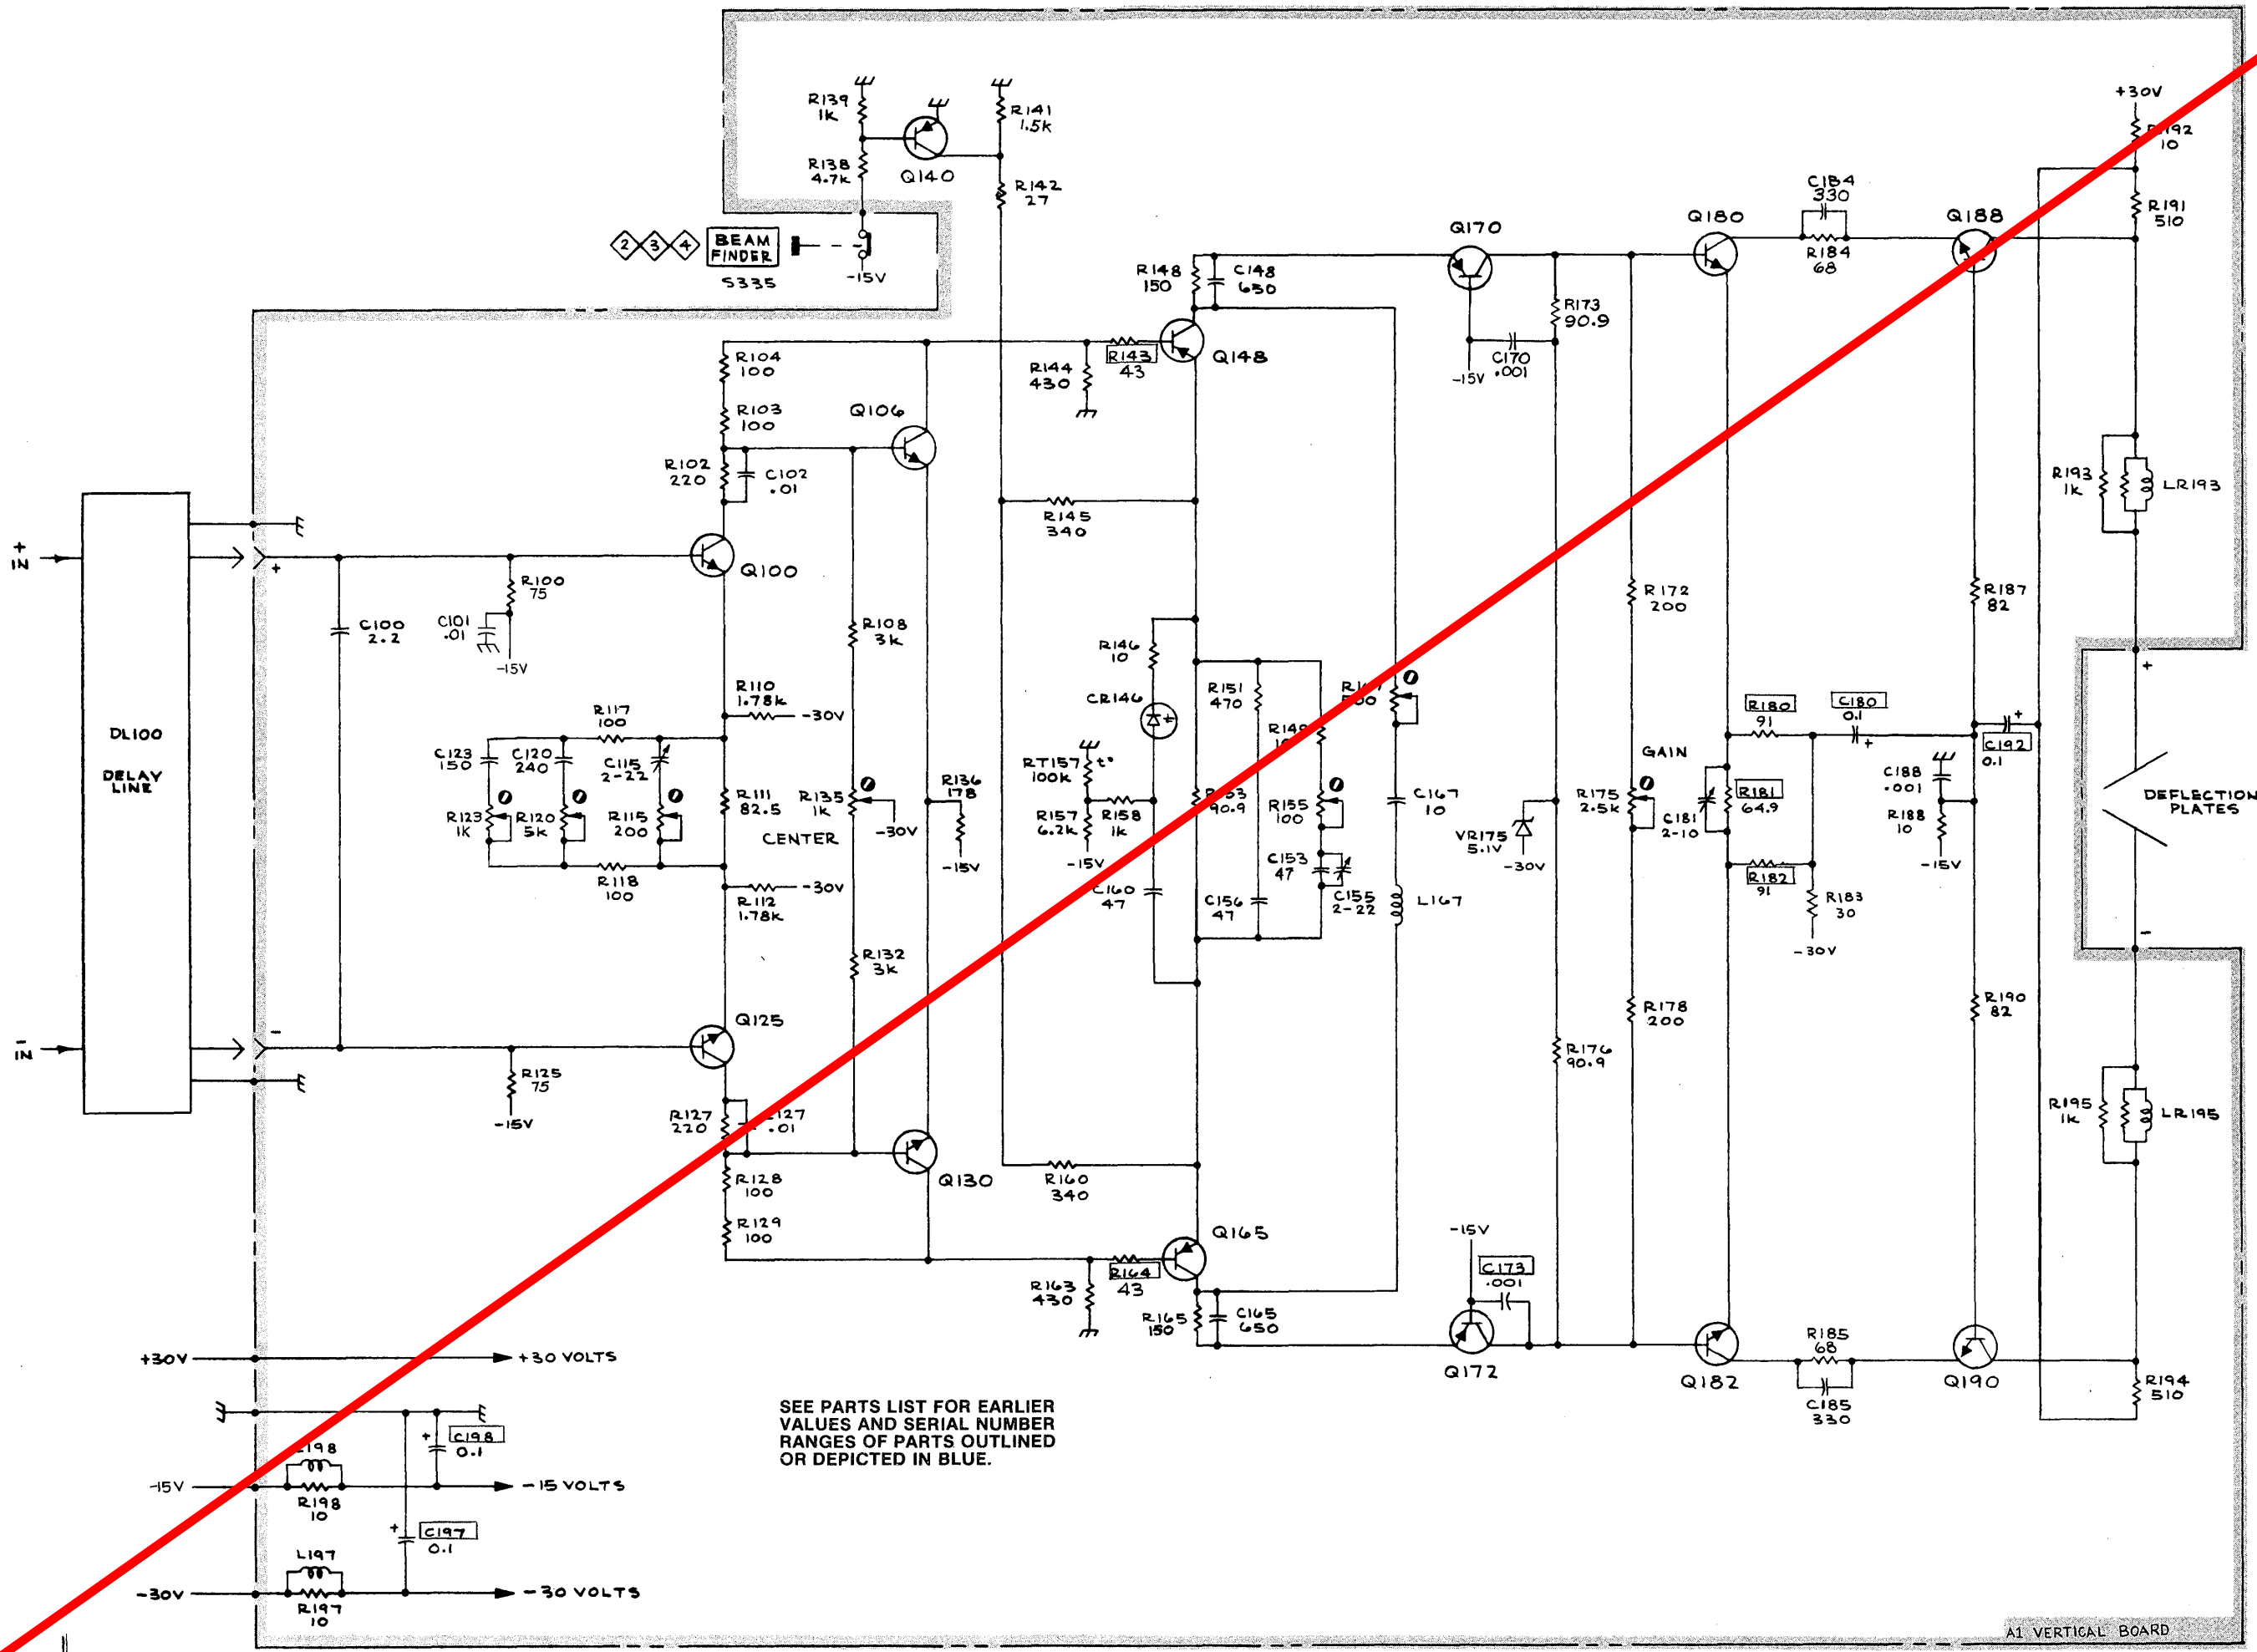 +30V
R192
10
R139
1K
R141
1.5K
R138
4.7K
Q140
R142
27
C184
330
R191
510
Q170
Q180
Q188
2 3 4
BEAM
FINDER
S335
-15V
R184
68
R148
150
C148
650
R173
90.9
Q148
C170
.001
-15V
R104
100
R144
430
R143
43
R103
100
Q106
R102
220
C102
.01
R193
1K
LR193
R145
340
+
IN
+
Q100
R100
75
C101
.01
-15V
C100
2.2
R108
3K
R172
200
R187
82
R146
10
+
CR146
R151
470
R110
1.78K
-30V
R117
100
R180
91
C180
0.1
+
+
C192
0.1
DL100
DELAY
LINE
C123
150
C120
240
C115
2-22
RT157
100K
t°
GAIN
C188
.001
R123
1K
R120
5K
R115
200
R111
82.5
R135
1K
CENTER
-30V
R136
178
-15V
R157
6.2K
R158
1K
-15V
90.9
R155
100
C167
10
VR175
5.1V
-30V
R175
2.5K
C181
2-10
R181
64.9
R188
10
-15V
DEFLECTION
PLATES
R118
100
-30V
R112
1.78K
C160
47
C156
47
C153
47
C155
2-22
L167
R182
91
R183
30
-30V
-
R132
3K
R178
200
R190
82
-
IN
-
Q125
R125
75
-15V
R176
90.9
R195
1K
LR195
R127
220
C127
.01
Q130
R128
100
R160
340
R129
100
Q165
-15V
R163
430
R164
43
C173
.001
R165
150
C165
650
Q172
Q182
R185
68
C185
330
Q190
R194
510
+30V
+30 VOLTS
SEE PARTS LIST FOR EARLIER
VALUES AND SERIAL NUMBER
RANGES OF PARTS OUTLINED
OR DEPICTED IN BLUE.
+
C198
0.1
L198
-15V
-15 VOLTS
R198
10
+
C197
0.1
L197
-30V
-30 VOLTS
R197
10
A1 VERTICAL BOARD